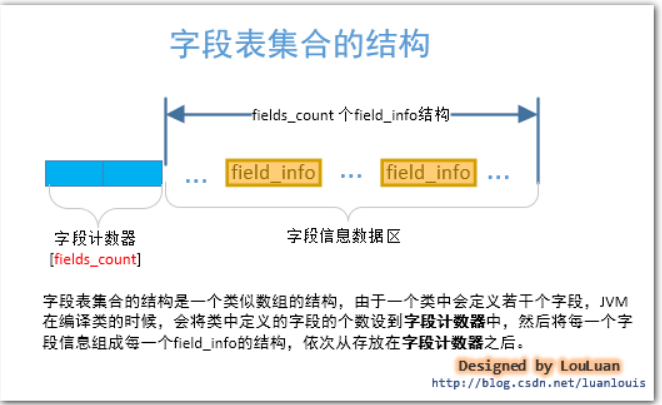 字段表集合的结构
fields_count 个field_info结构
... field_info ... field_info ...
字段计数器
[fields_count]
字段信息数据区
字段表集合的结构是一个类似数组的结构，由于一个类中会定义若干个字段，JVM
在编译类的时候，会将类中定义的字段的个数设到字段计数器中，然后将每一个字
段信息组成每一个field_info的结构，依次从存放在字段计数器之后。
Designed by LouLuan
http://blog.csdn.net/luanlouis